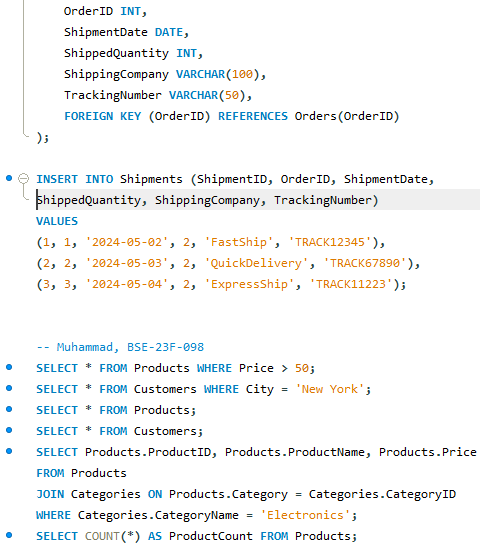 OrderID INT,
ShipmentDate DATE,
ShippedQuantity INT,
ShippingCompany VARCHAR(100),
TrackingNumber VARCHAR(50),
FOREIGN KEY (OrderID) REFERENCES Orders(OrderID)
);
INSERT INTO Shipments (ShipmentID, OrderID, ShipmentDate,
ShippedQuantity, ShippingCompany, TrackingNumber)
VALUES
(1, 1, '2024-05-02', 2, 'FastShip', 'TRACK12345'),
(2, 2, '2024-05-03', 2, 'QuickDelivery', 'TRACK67890'),
(3, 3, '2024-05-04', 2, 'ExpressShip', 'TRACK11223');
-- Muhammad, BSE-23F-098
SELECT * FROM Products WHERE Price > 50;
SELECT * FROM Customers WHERE City = 'New York';
SELECT * FROM Products;
SELECT * FROM Customers;
SELECT Products.ProductID, Products.ProductName, Products.Price
FROM Products
JOIN Categories ON Products.Category = Categories.CategoryID
WHERE Categories.CategoryName = 'Electronics';
SELECT COUNT(*) AS ProductCount FROM Products;